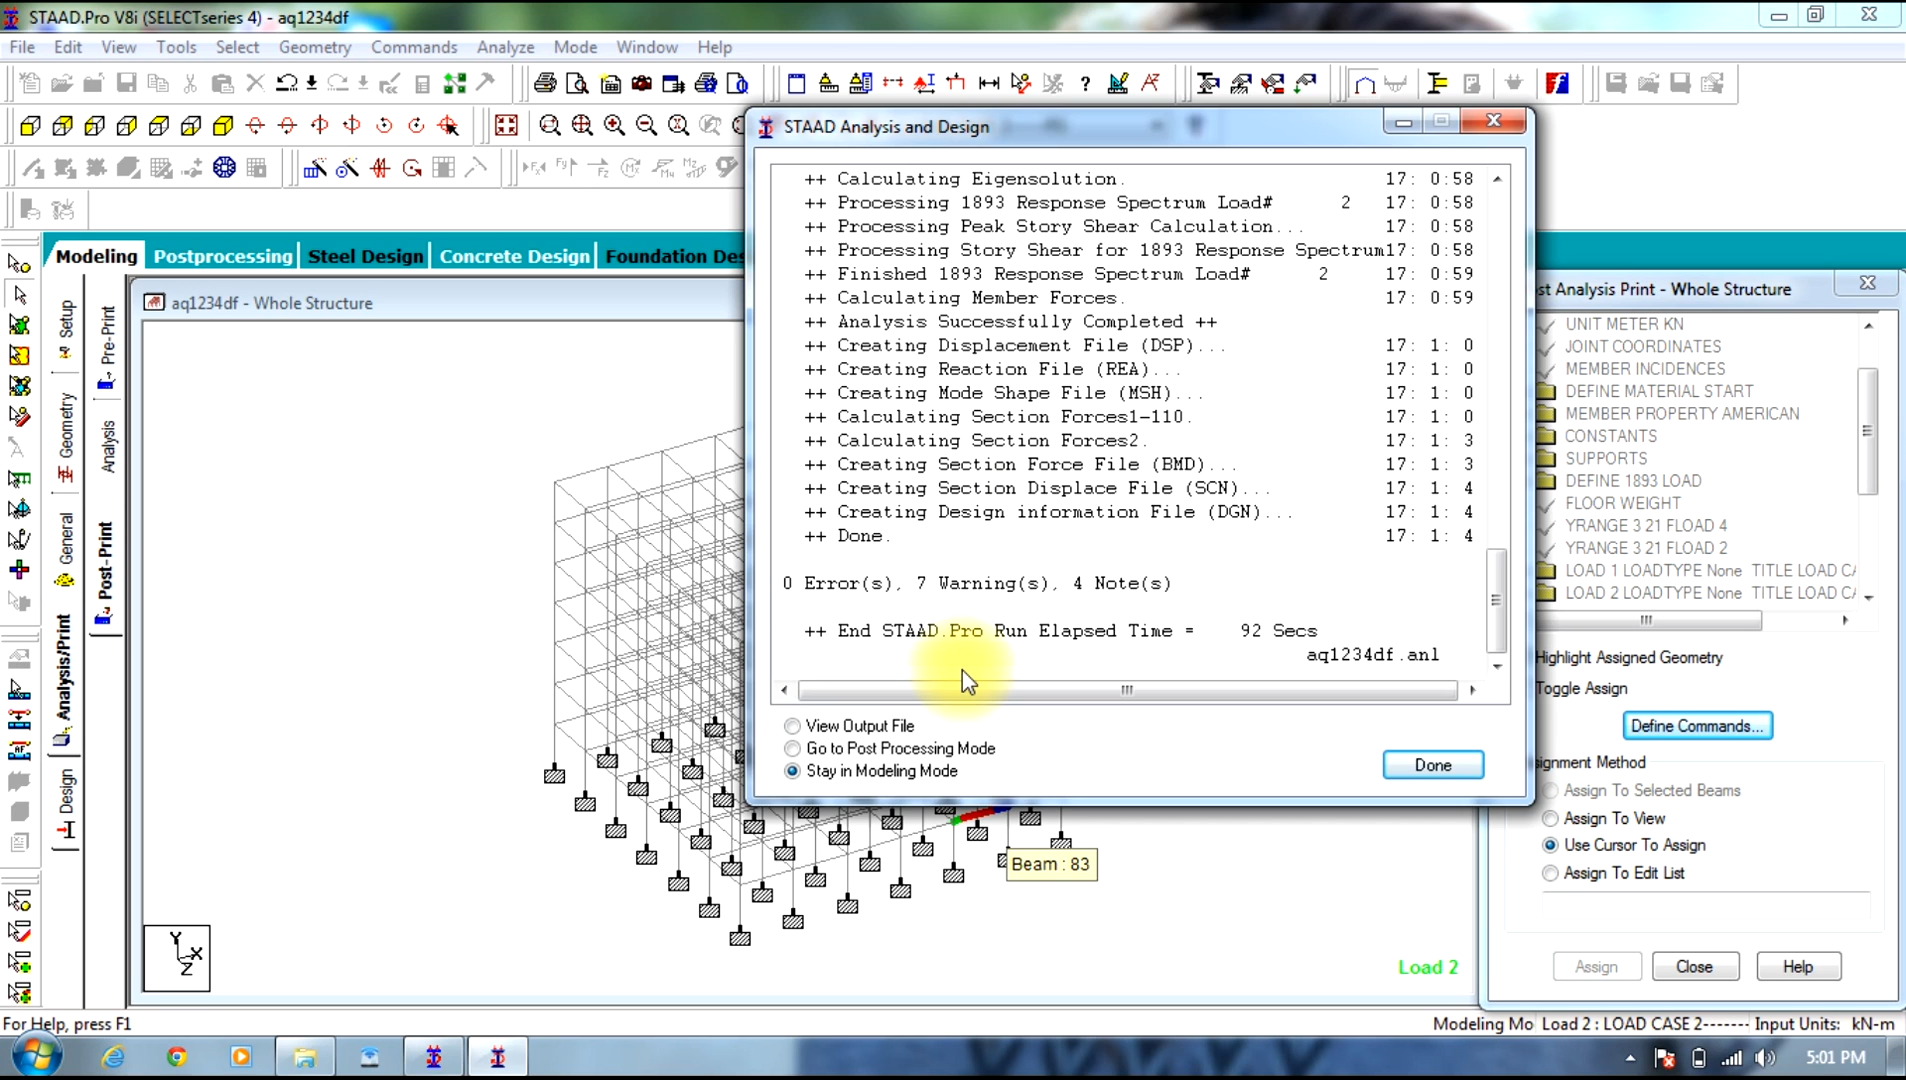 STAAD.Pro V8i (SELECTseries 4) - aq1234df
File Edit View Tools Select Geometry Commands Analyze Mode Window Help
STAAD Analysis and Design
++ Calculating Eigensolution. 17: 0:58
++ Processing 1893 Response Spectrum Load# 2 17: 0:58
++ Processing Peak Story Shear Calculation... 17: 0:58
++ Processing Story Shear for 1893 Response Spectrum17: 0:58
++ Finished 1893 Response Spectrum Load# 2 17: 0:59
++ Calculating Member Forces. 17: 0:59
++ Analysis Successfully Completed ++
++ Creating Displacement File (DSP)... 17: 1: 0
++ Creating Reaction File (REA)... 17: 1: 0
++ Creating Mode Shape File (MSH)... 17: 1: 0
++ Calculating Section Forces1-110. 17: 1: 0
++ Calculating Section Forces2. 17: 1: 3
++ Creating Section Force File (BMD)... 17: 1: 3
++ Creating Section Displace File (SCN)... 17: 1: 4
++ Creating Design information File (DGN)... 17: 1: 4
++ Done. 17: 1: 4
0 Error(s), 7 Warning(s), 4 Note(s)
++ End STAAD.Pro Run Elapsed Time = 92 Secs
aq1234df.anl
View Output File
Go to Post Processing Mode
Stay in Modeling Mode
Done
Modeling Postprocessing Steel Design Concrete Design Foundation Des
aq1234df - Whole Structure
Setup
Geometry
General
Analysis/Print
Design
Pre-Print
Analysis
Post-Print
Beam : 83
Y
X
Z
Load 2
st Analysis Print - Whole Structure
UNIT METER KN
JOINT COORDINATES
MEMBER INCIDENCES
DEFINE MATERIAL START
MEMBER PROPERTY AMERICAN
CONSTANTS
SUPPORTS
DEFINE 1893 LOAD
FLOOR WEIGHT
YRANGE 3 21 FLOAD 4
YRANGE 3 21 FLOAD 2
LOAD 1 LOADTYPE None TITLE LOAD CA
LOAD 2 LOADTYPE None TITLE LOAD CA
Highlight Assigned Geometry
Toggle Assign
Define Commands...
signment Method
Assign To Selected Beams
Assign To View
Use Cursor To Assign
Assign To Edit List
Assign Close Help
For Help, press F1
Modeling Mo Load 2 : LOAD CASE 2------- Input Units: kN-m
5:01 PM